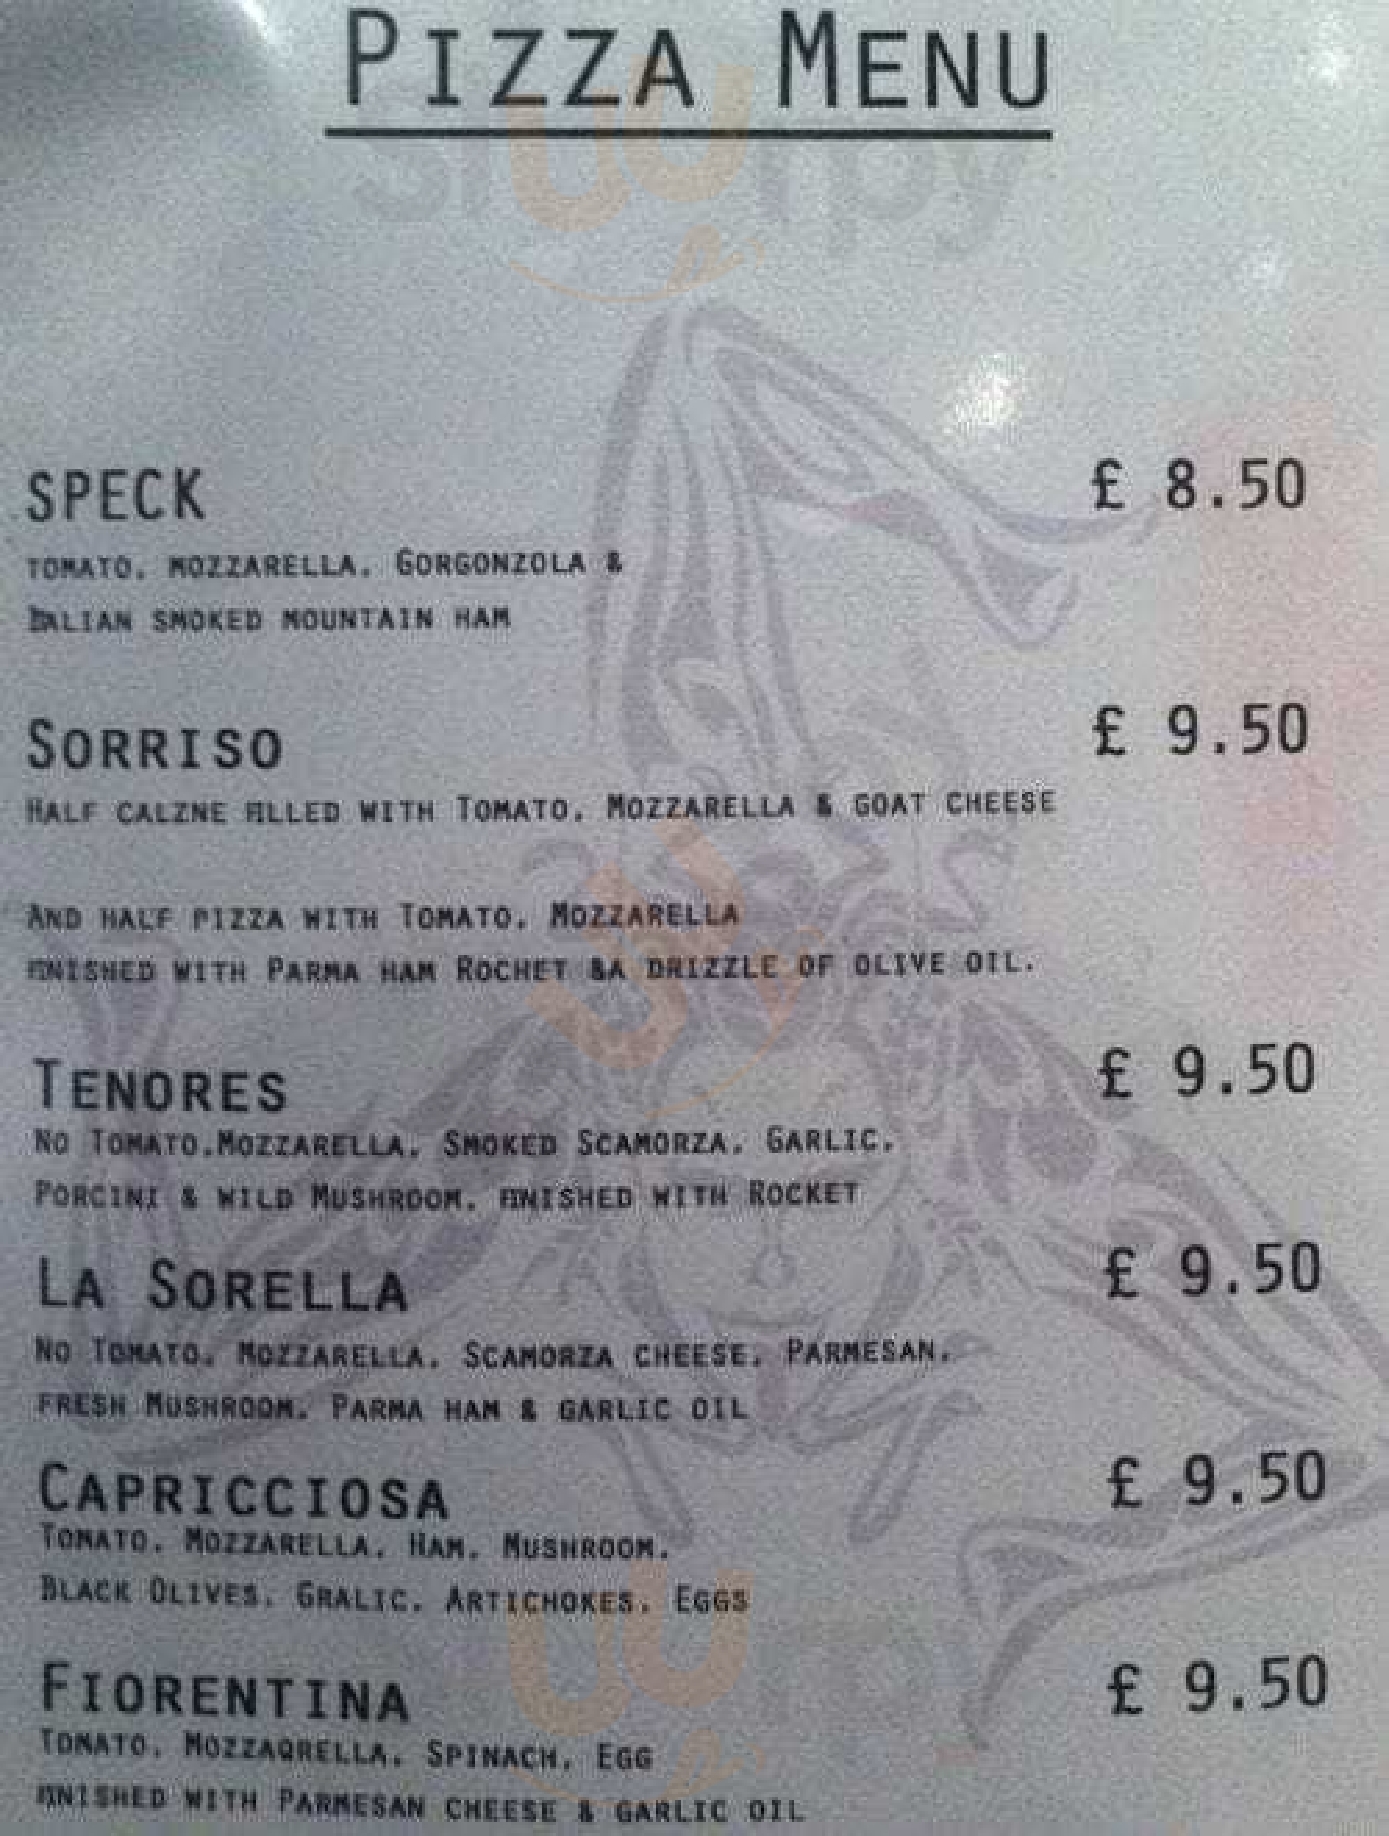 PIZZA MENU
SPECK £ 8.50
TOMATO, MOZZARELLA, GORGONZOLA &
ITALIAN SMOKED MOUNTAIN HAM
SORRISO £ 9.50
HALF CALZNE FILLED WITH TOMATO, MOZZARELLA & GOAT CHEESE
AND HALF PIZZA WITH TOMATO, MOZZARELLA
FINISHED WITH PARMA HAM ROCHET &A DRIZZLE OF OLIVE OIL.
TENORES £ 9.50
NO TOMATO,MOZZARELLA, SMOKED SCAMORZA, GARLIC,
PORCINI & WILD MUSHROOM, FINISHED WITH ROCKET
LA SORELLA £ 9.50
NO TOMATO, MOZZARELLA, SCAMORZA CHEESE, PARMESAN,
FRESH MUSHROOM, PARMA HAM & GARLIC OIL
CAPRICCIOSA £ 9.50
TOMATO, MOZZARELLA, HAM, MUSHROOM,
BLACK OLIVES, GRALIC, ARTICHOKES, EGGS
FIORENTINA £ 9.50
TOMATO, MOZZAQRELLA, SPINACH, EGG
FINISHED WITH PARMESAN CHEESE & GARLIC OIL